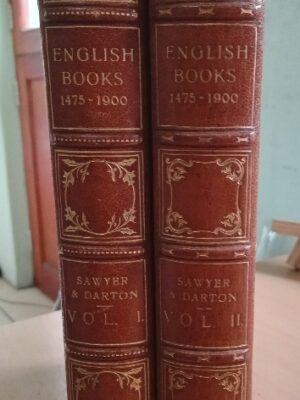 ENGLISH
BOOKS
1475-1900
SAWYER
& DARTON
VOL. I.
ENGLISH
BOOKS
1475-1900
SAWYER
& DARTON
VOL. II.